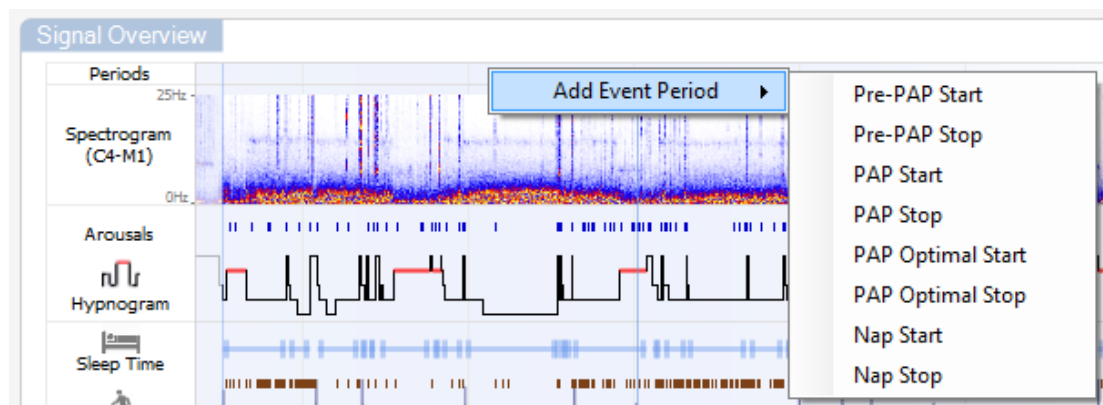 Signal Overview
Periods
25Hz
Spectrogram
(C4-M1)
0Hz
Arousals
Hypnogram
Sleep Time
Add Event Period
Pre-PAP Start
Pre-PAP Stop
PAP Start
PAP Stop
PAP Optimal Start
PAP Optimal Stop
Nap Start
Nap Stop